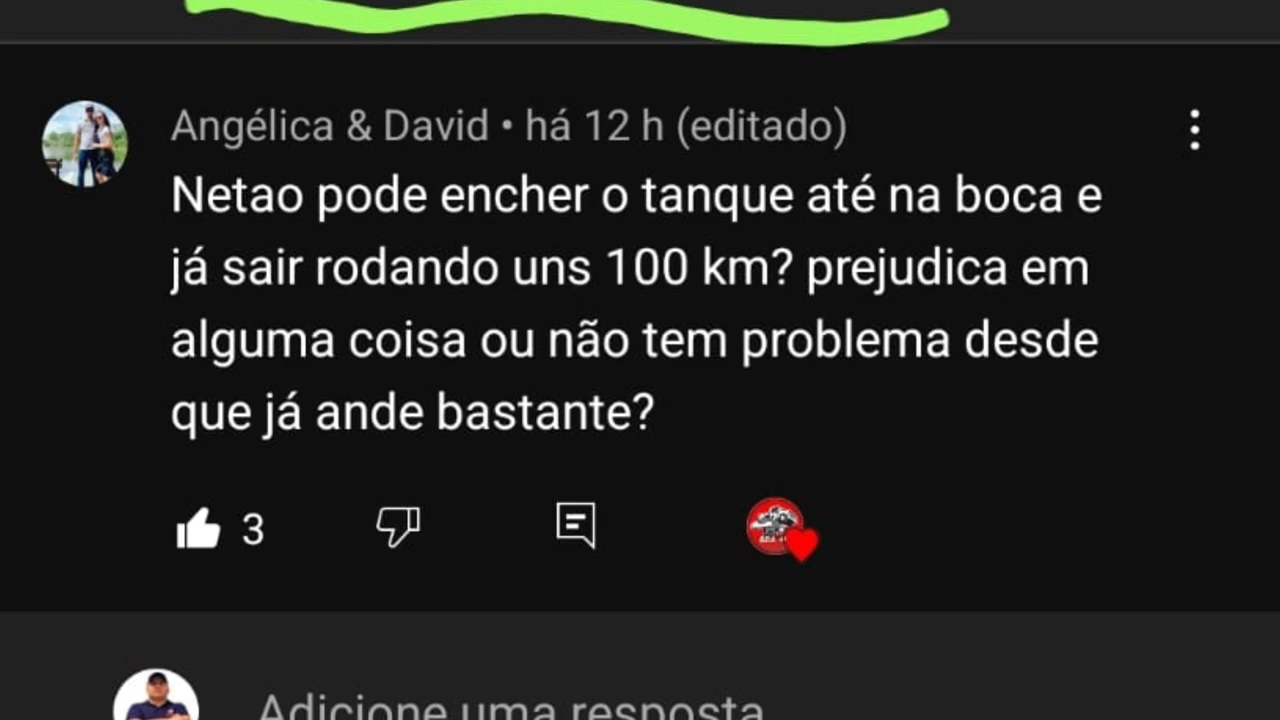 Angélica & David • há 12 h (editado)
Netao pode encher o tanque até na boca e
já sair rodando uns 100 km? prejudica em
alguma coisa ou não tem problema desde
que já ande bastante?
3
Adicione uma resposta